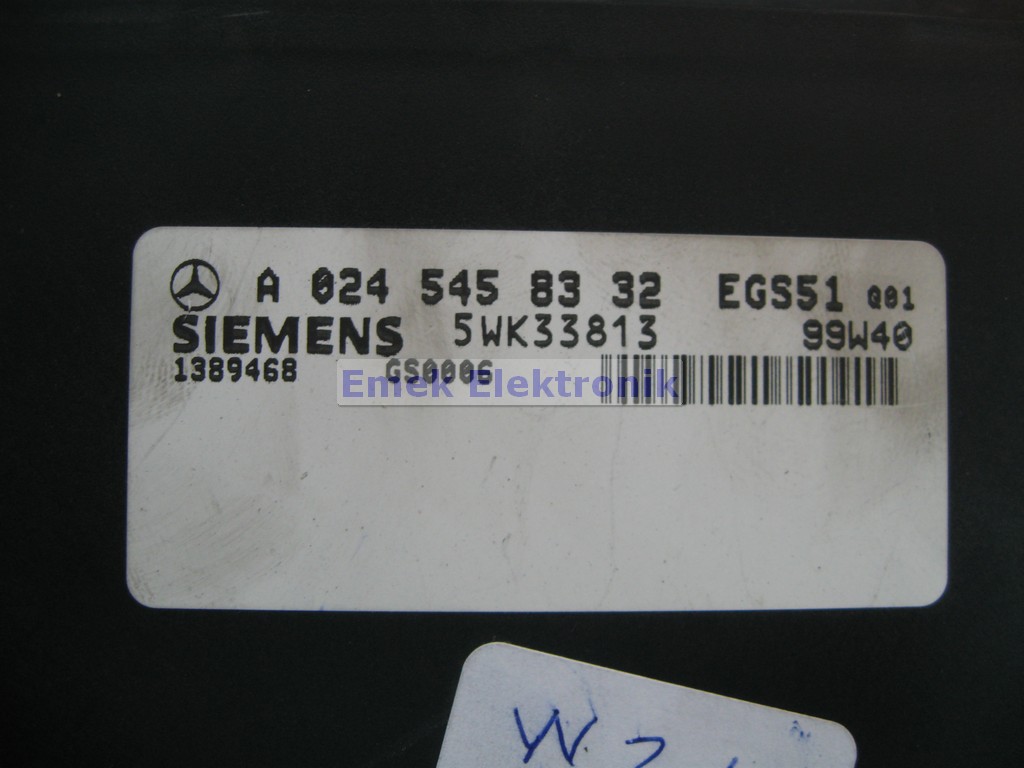 A 024 545 83 32 EGS51 Q01
SIEMENS 5WK33813 99W40
1389468 GS0006
Emek Elektronik